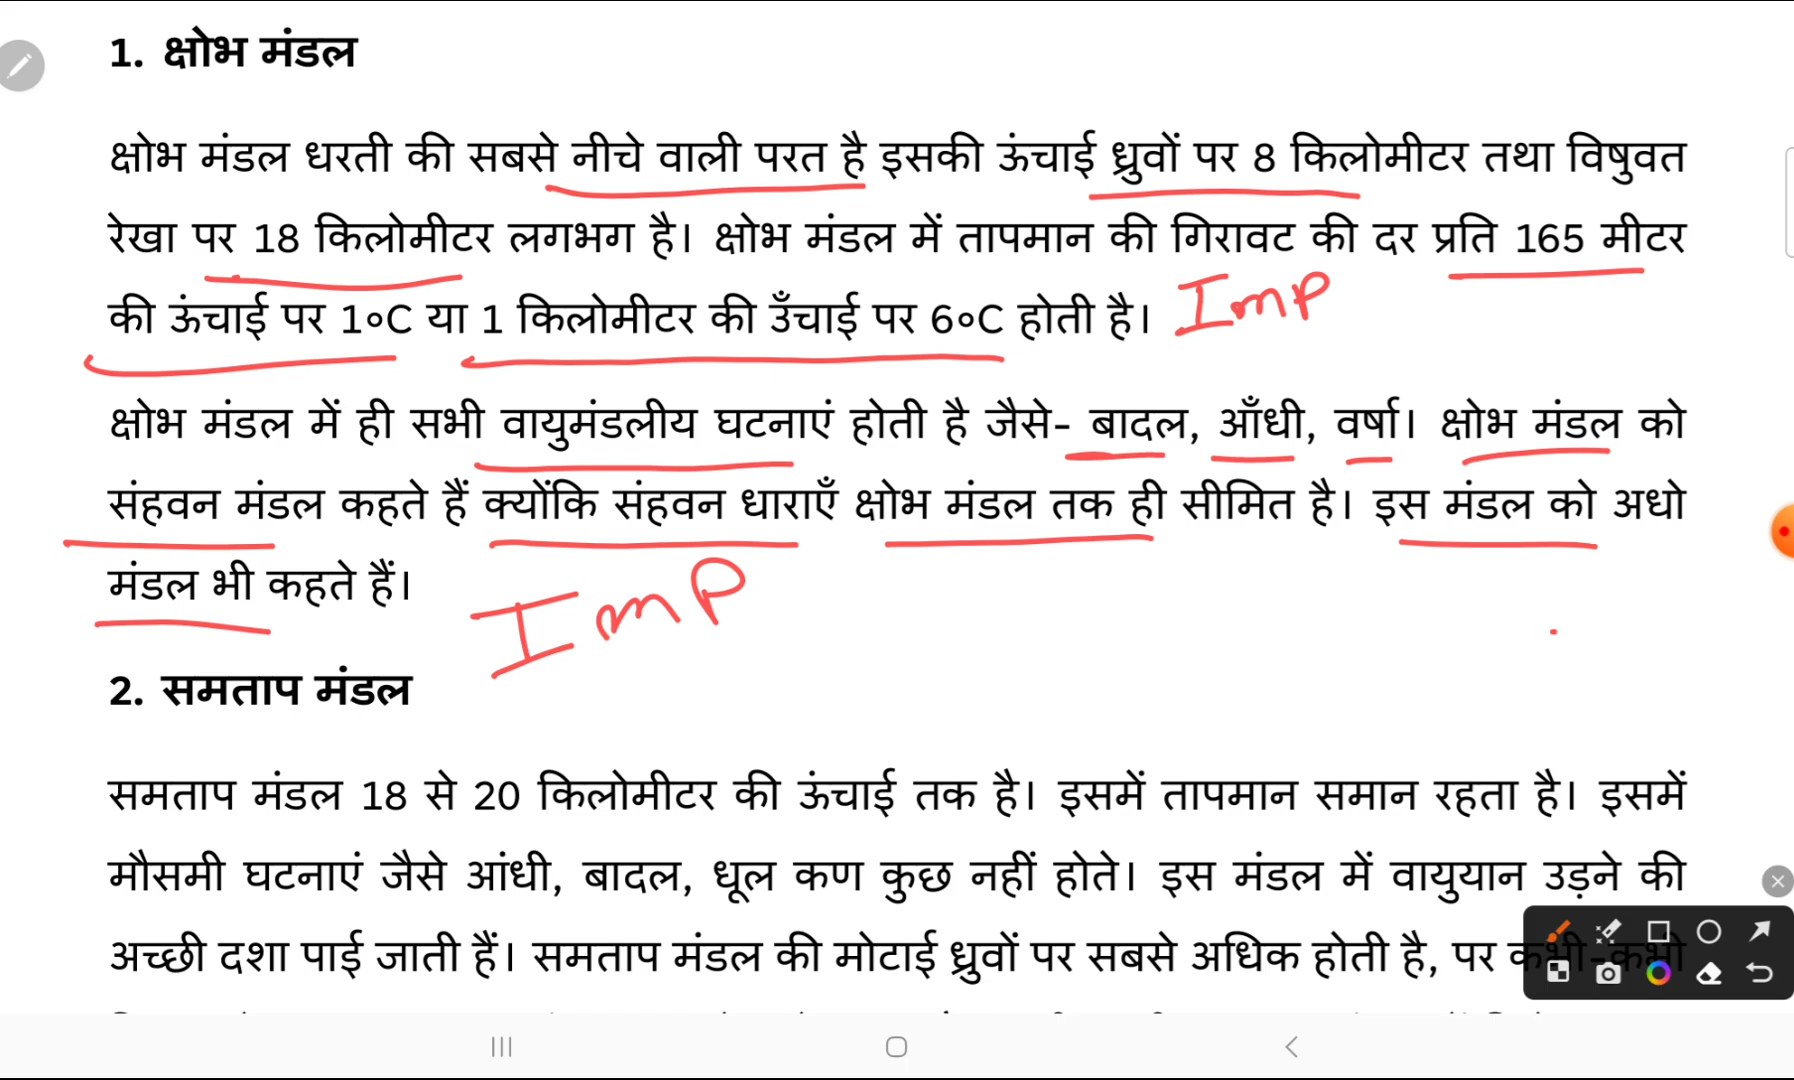 1. क्षोभ मंडल
क्षोभ मंडल धरती की सबसे नीचे वाली परत है इसकी ऊंचाई ध्रुवों पर 8 किलोमीटर तथा विषुवत
रेखा पर 18 किलोमीटर लगभग है। क्षोभ मंडल में तापमान की गिरावट की दर प्रति 165 मीटर
की ऊंचाई पर 1०C या 1 किलोमीटर की उँचाई पर 6०C होती है। Imp
क्षोभ मंडल में ही सभी वायुमंडलीय घटनाएं होती है जैसे- बादल, आँधी, वर्षा। क्षोभ मंडल को
संहवन मंडल कहते हैं क्योंकि संहवन धाराएँ क्षोभ मंडल तक ही सीमित है। इस मंडल को अधो
मंडल भी कहते हैं।
Imp
2. समताप मंडल
समताप मंडल 18 से 20 किलोमीटर की ऊंचाई तक है। इसमें तापमान समान रहता है। इसमें
मौसमी घटनाएं जैसे आंधी, बादल, धूल कण कुछ नहीं होते। इस मंडल में वायुयान उड़ने की
अच्छी दशा पाई जाती हैं। समताप मंडल की मोटाई ध्रुवों पर सबसे अधिक होती है, पर कभी-कभी